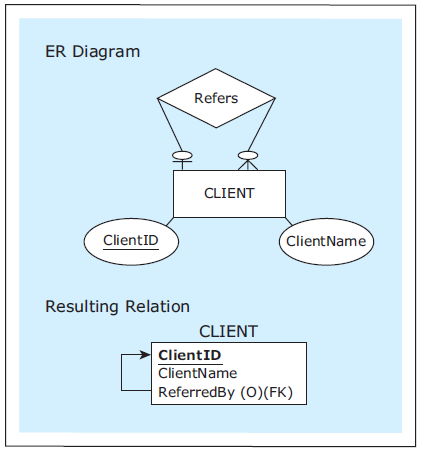 ER Diagram
Refers
CLIENT
ClientID
ClientName
Resulting Relation
CLIENT
ClientID
ClientName
ReferredBy (O)(FK)